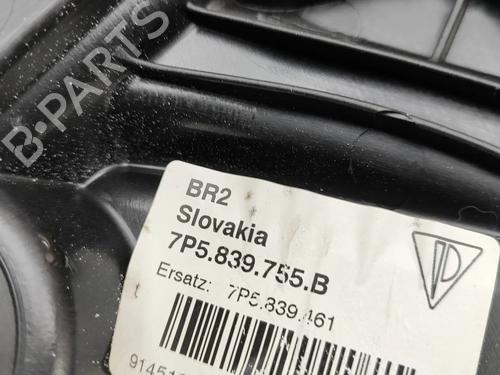 B-PARTS
BR2
Slovakia
7P5.839.755.B
Ersatz: 7P5.839.461